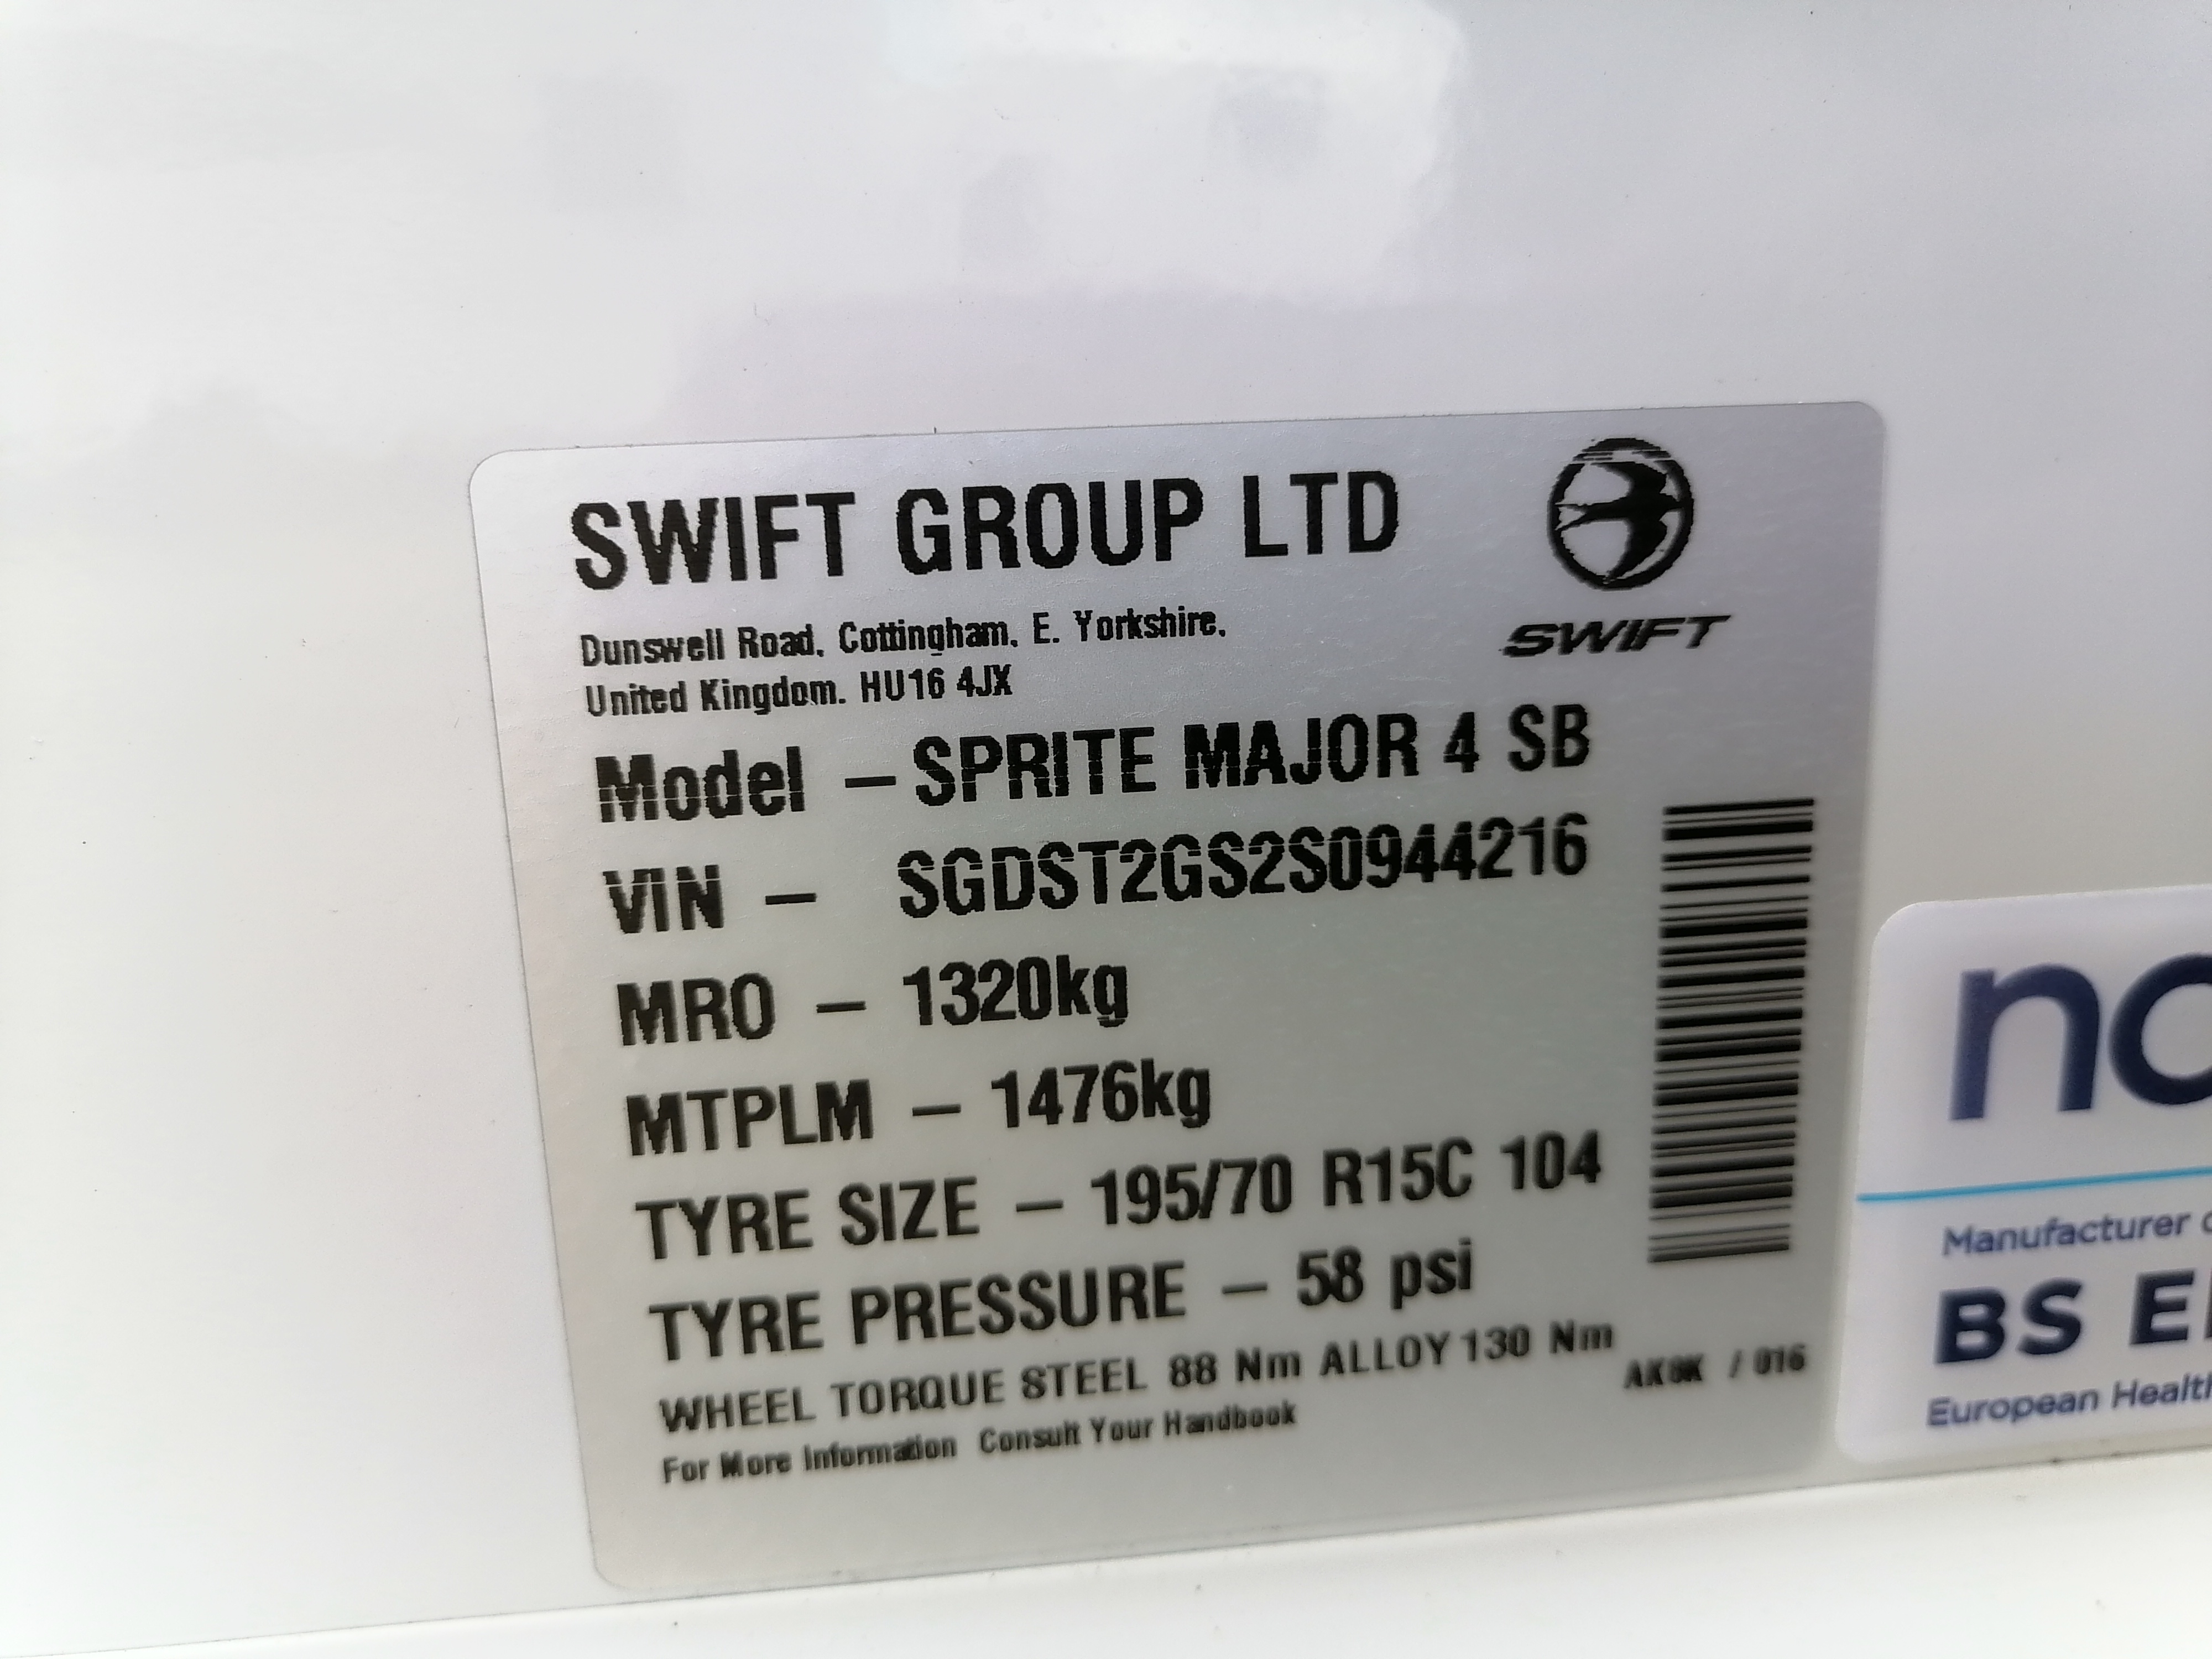 SWIFT GROUP LTD
SWIFT
Dunswell Road, Cottingham, E. Yorkshire,
United Kingdom. HU16 4JX
Model – SPRITE MAJOR 4 SB
VIN – SGDST2GS2S0944216
MRO – 1320kg
MTPLM – 1476kg
TYRE SIZE – 195/70 R15C 104
TYRE PRESSURE – 58 psi
WHEEL TORQUE STEEL 88 Nm ALLOY 130 Nm
/ 016
For More Information Consult Your Handbook
Manufacturer
BS
European